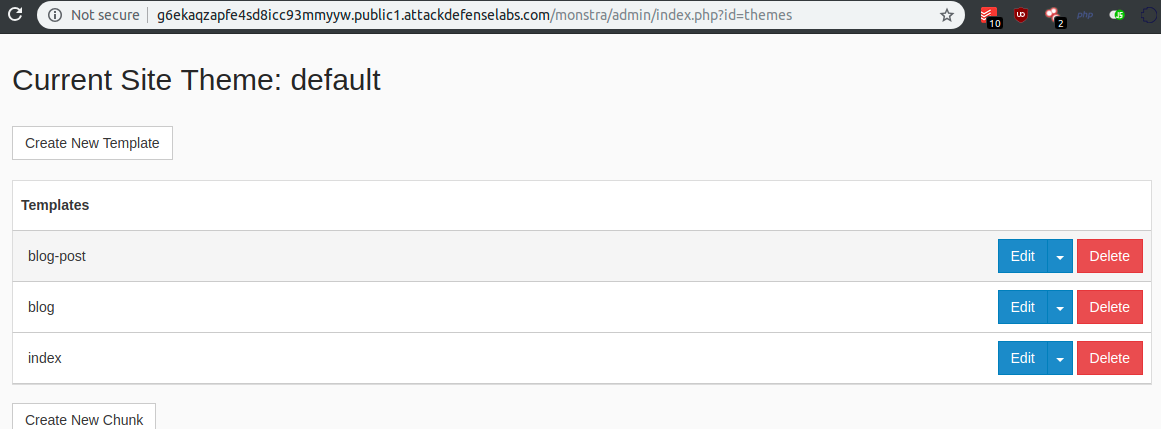 Not secure g6ekaqzapfe4sd8icc93mmyyw.public1.attackdefenselabs.com/monstra/admin/index.php?id=themes 10 UD 2 php JS
Current Site Theme: default
Create New Template
Templates
blog-post Edit Delete
blog Edit Delete
index Edit Delete
Create New Chunk